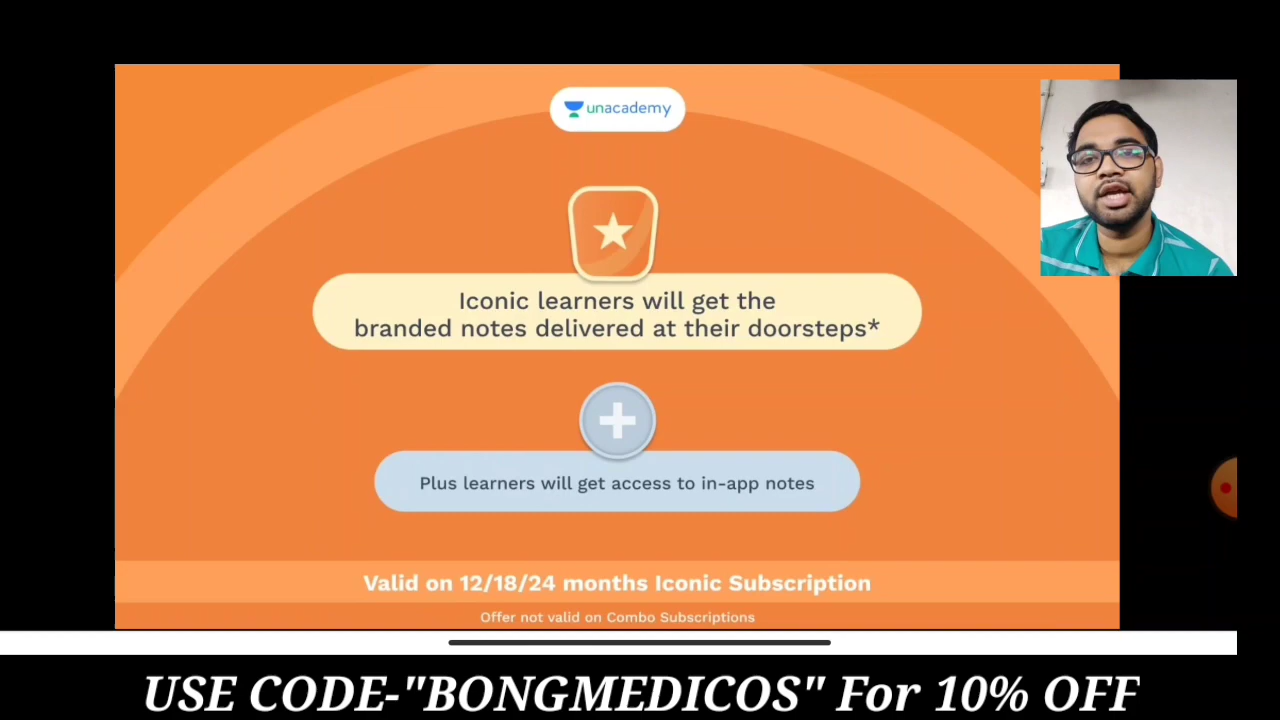 unacademy
Iconic learners will get the
branded notes delivered at their doorsteps*
Plus learners will get access to in-app notes
Valid on 12/18/24 months Iconic Subscription
Offer not valid on Combo Subscriptions
USE CODE-"BONGMEDICOS" For 10% OFF